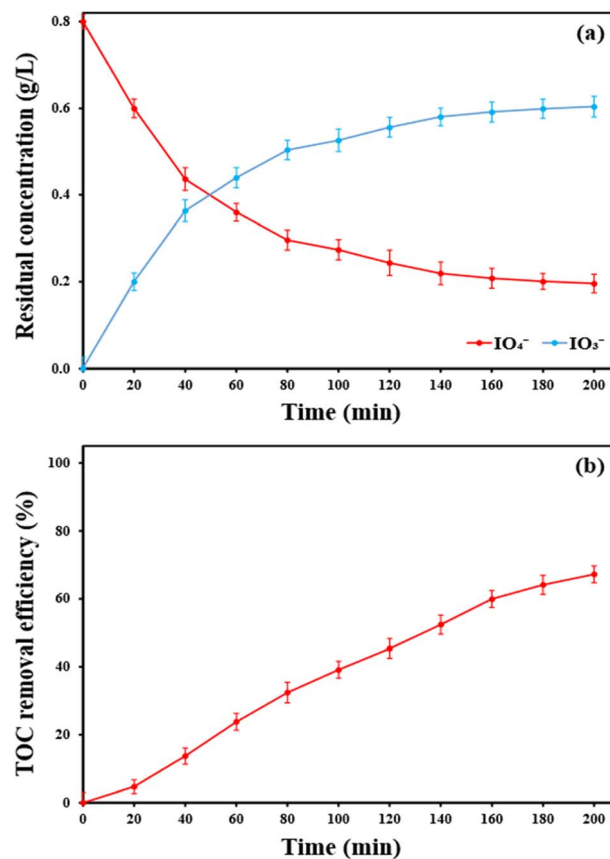 (a)
Residual concentration (g/L)
0.8
0.6
0.4
0.2
0.0
IO₄⁻ IO₃⁻
0 20 40 60 80 100 120 140 160 180 200
Time (min)
(b)
TOC removal efficiency (%)
100
80
60
40
20
0
0 20 40 60 80 100 120 140 160 180 200
Time (min)